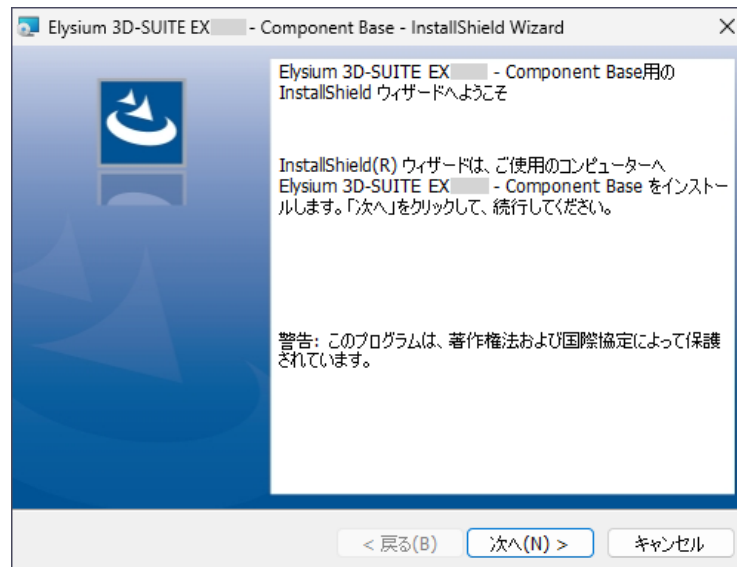 Elysium 3D-SUITE EX - Component Base - InstallShield Wizard
Elysium 3D-SUITE EX - Component Base用の
InstallShield ウィザードへようこそ
InstallShield(R) ウィザードは、ご使用のコンピューターへ
Elysium 3D-SUITE EX - Component Base をインストー
ルします。「次へ」をクリックして、続行してください。
警告: このプログラムは、著作権法および国際協定によって保護
されています。
< 戻る(B)
次へ(N) >
キャンセル